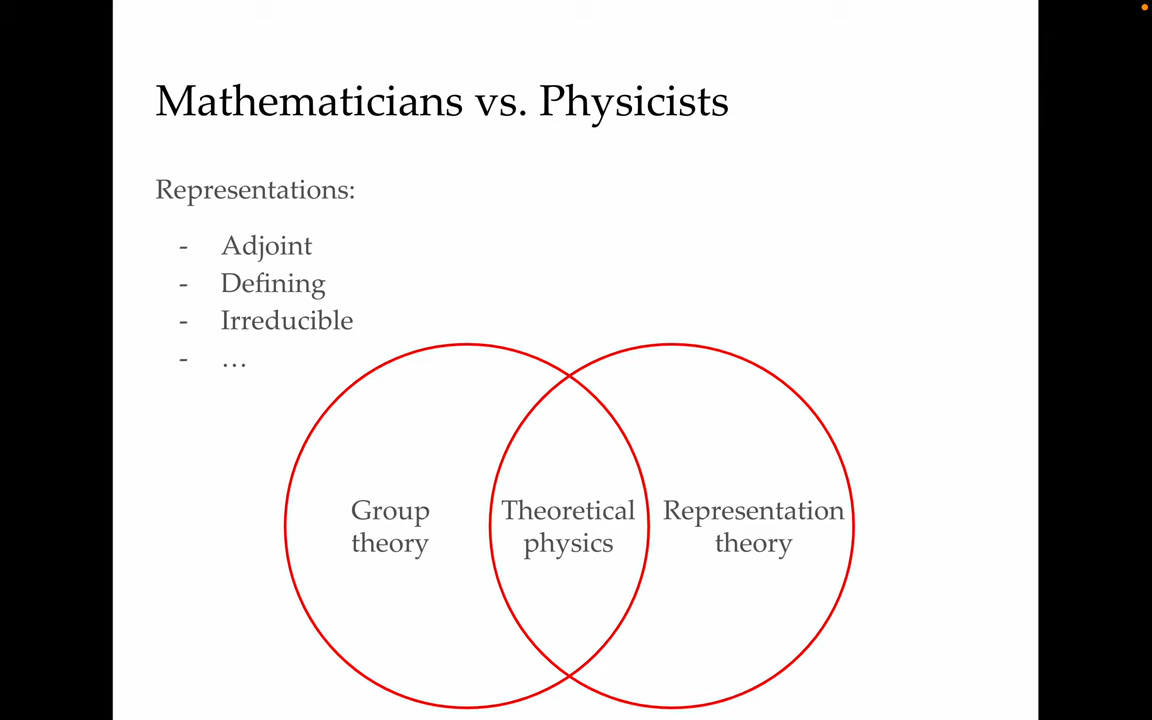 Mathematicians vs. Physicists
Representations:
- Adjoint
- Defining
- Irreducible
- …
Group
theory
Theoretical
physics
Representation
theory